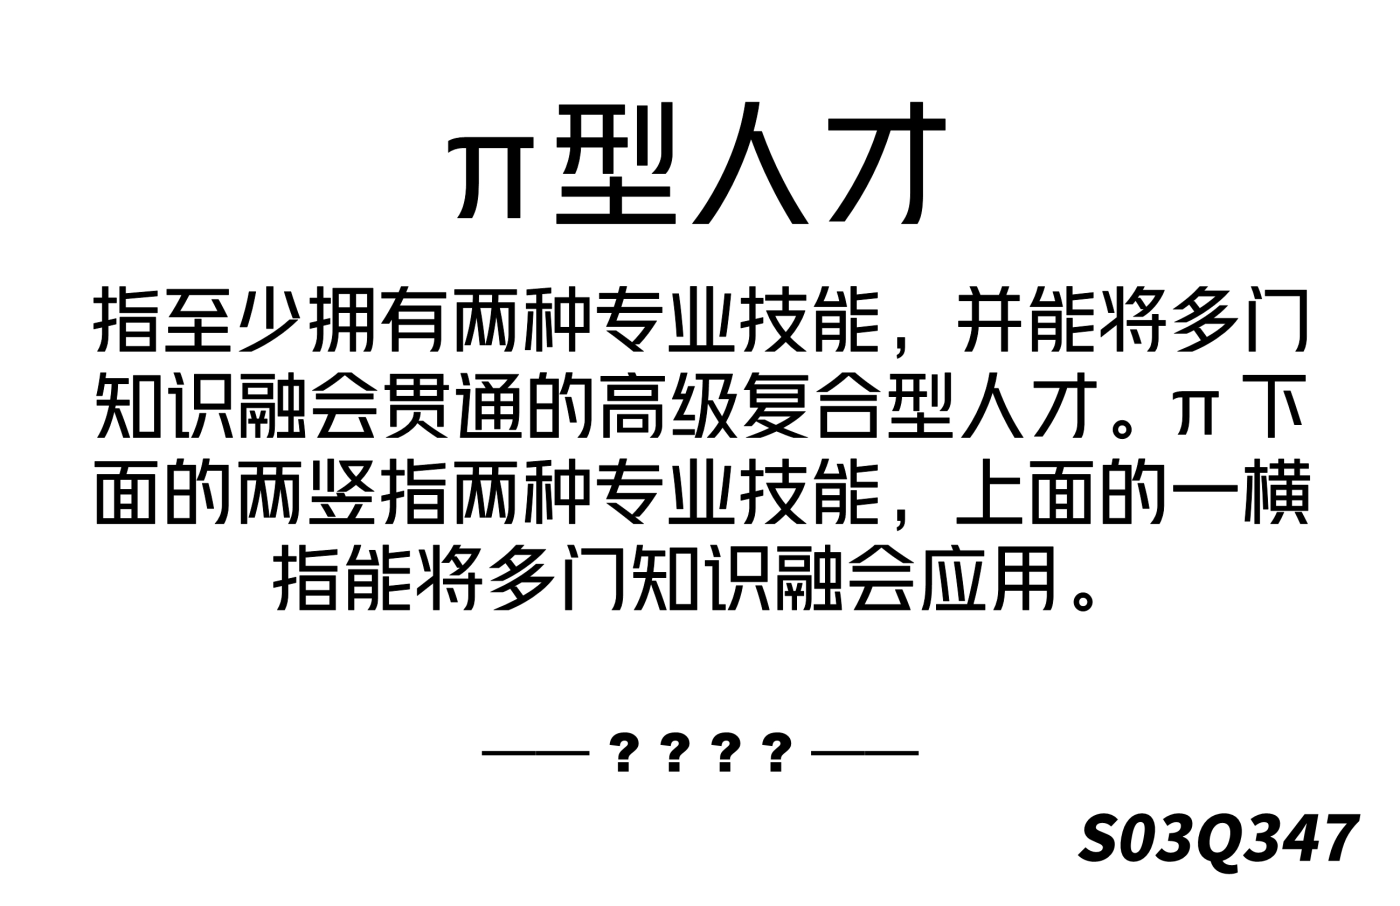 π型人才
指至少拥有两种专业技能，并能将多门
知识融会贯通的高级复合型人才。π 下
面的两竖指两种专业技能，上面的一横
指能将多门知识融会应用。
——????——
S03Q347